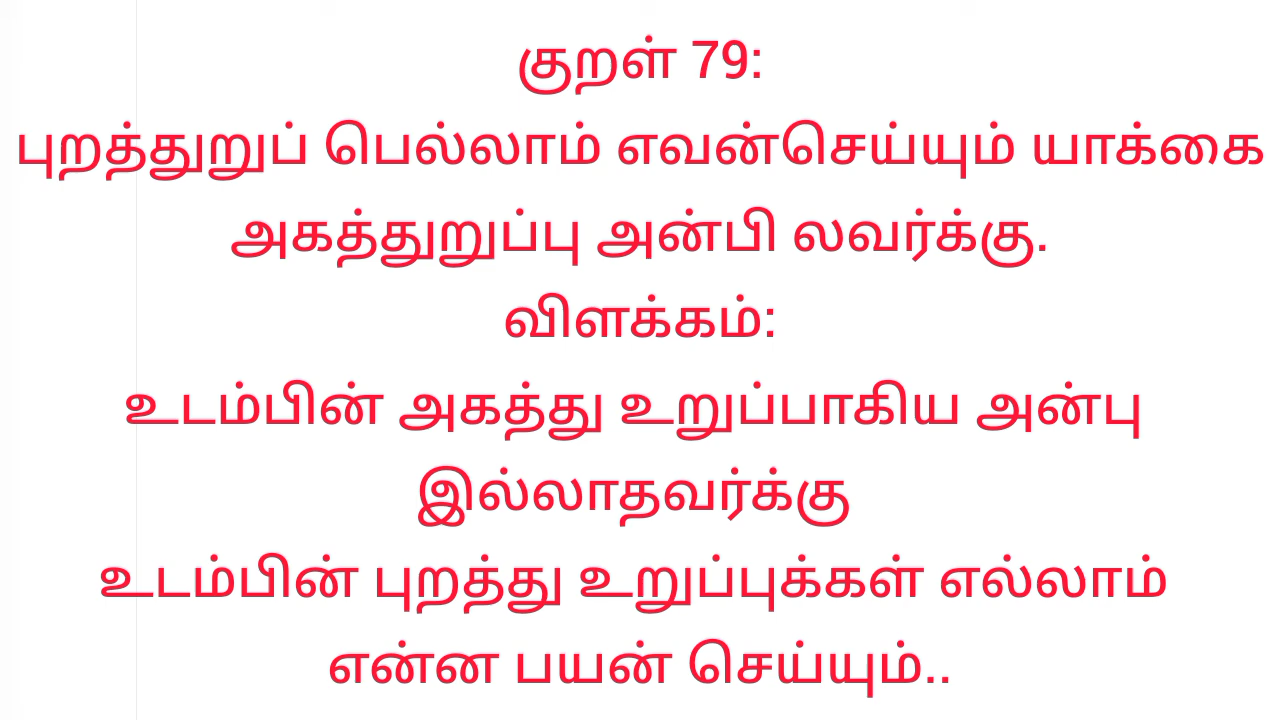 குறள் 79:
புறத்துறுப் பெல்லாம் எவன்செய்யும் யாக்கை
அகத்துறுப்பு அன்பி லவர்க்கு.
விளக்கம்:
உடம்பின் அகத்து உறுப்பாகிய அன்பு
இல்லாதவர்க்கு
உடம்பின் புறத்து உறுப்புக்கள் எல்லாம்
என்ன பயன் செய்யும்..